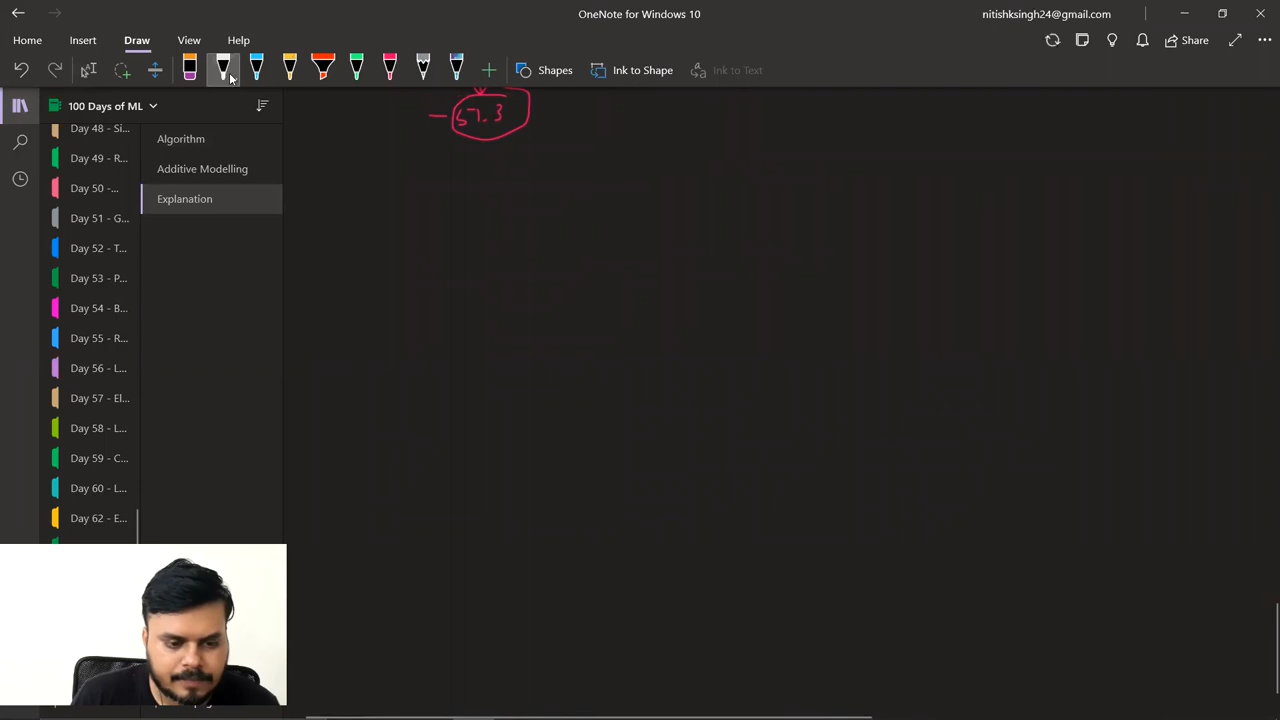 OneNote for Windows 10
nitishksingh24@gmail.com
Home
Insert
Draw
View
Help
Share
Shapes
Ink to Shape
Ink to Text
100 Days of ML
Day 48 - Si...
Day 49 - R...
Day 50 -...
Day 51 - G...
Day 52 - T...
Day 53 - P...
Day 54 - B...
Day 55 - R...
Day 56 - L...
Day 57 - El...
Day 58 - L...
Day 59 - C...
Day 60 - L...
Day 62 - E...
Algorithm
Additive Modelling
Explanation
- 57.3